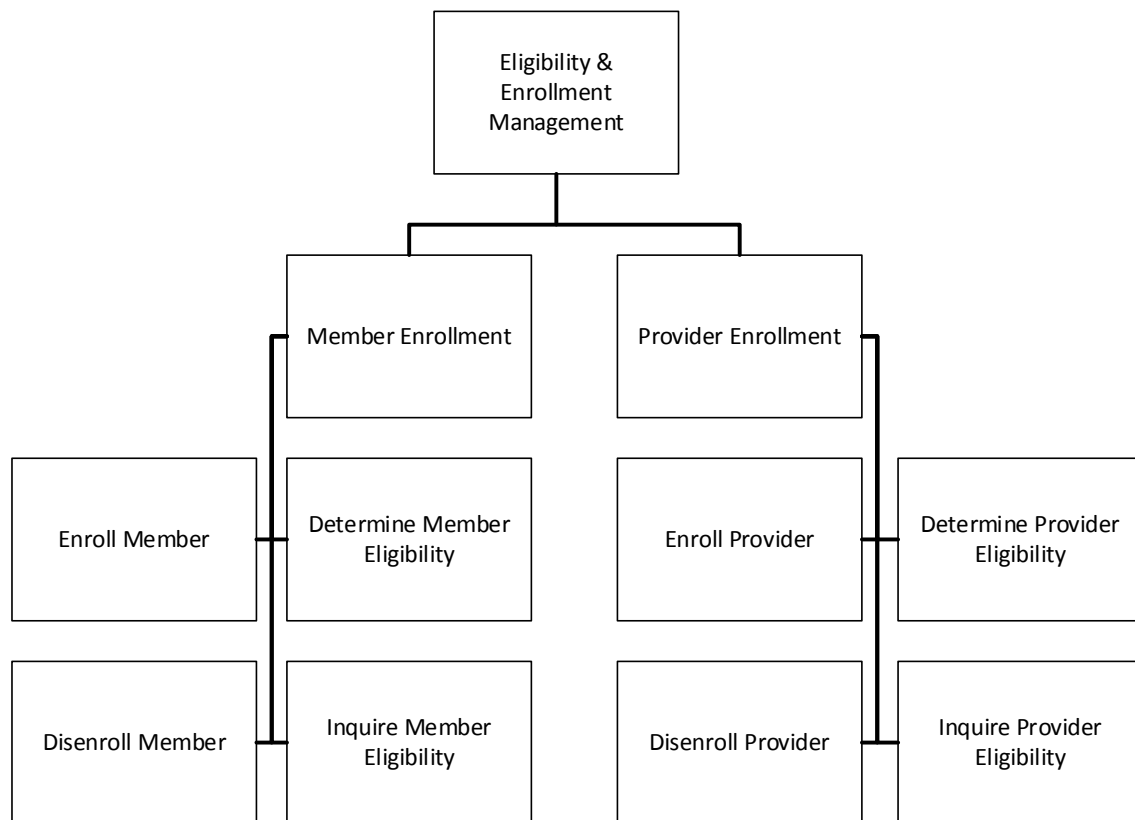 Eligibility &
Enrollment
Management
Member Enrollment
Provider Enrollment
Enroll Member
Determine Member
Eligibility
Enroll Provider
Determine Provider
Eligibility
Disenroll Member
Inquire Member
Eligibility
Disenroll Provider
Inquire Provider
Eligibility